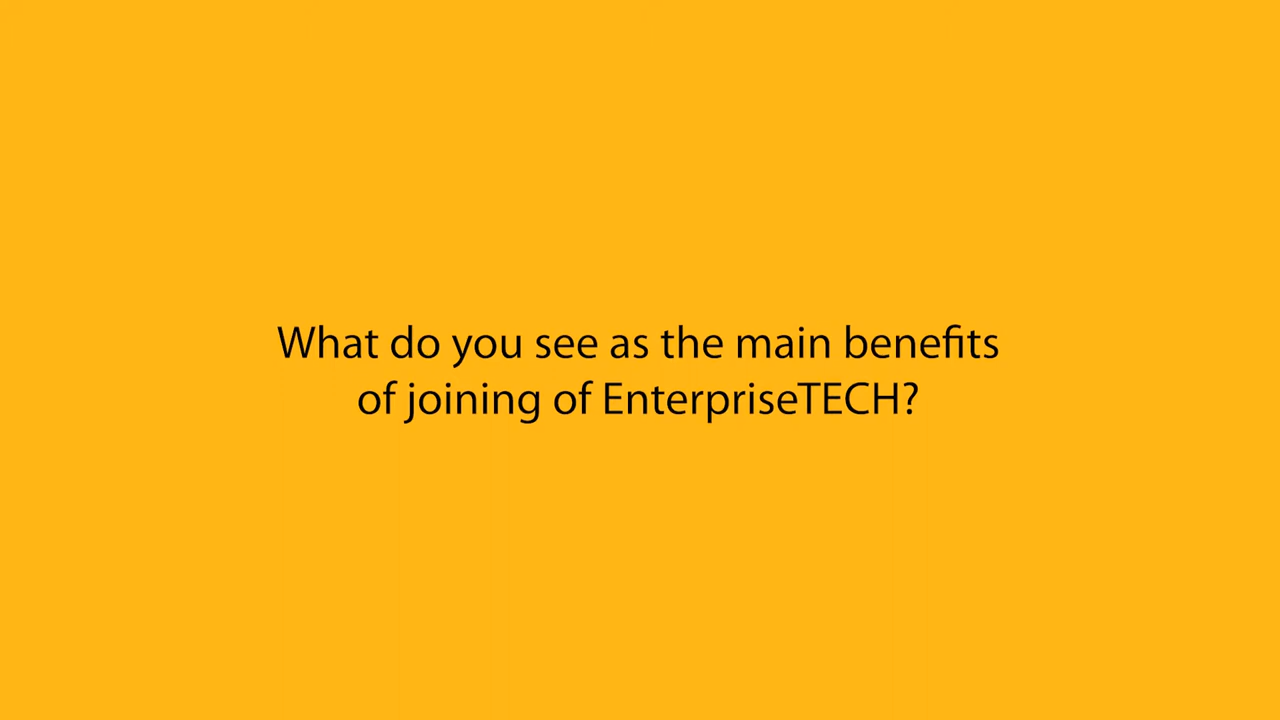 What do you see as the main benefits
of joining of EnterpriseTECH?